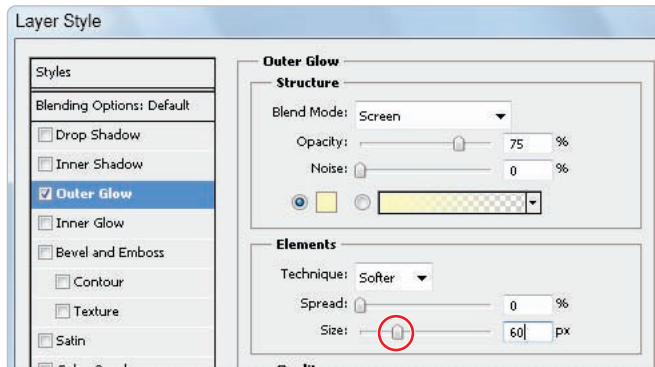 Layer Style
Styles
Blending Options: Default
Drop Shadow
Inner Shadow
Outer Glow
Inner Glow
Bevel and Emboss
Contour
Texture
Satin
Outer Glow
Structure
Blend Mode: Screen
Opacity: 75 %
Noise: 0 %
Elements
Technique: Softer
Spread: 0 %
Size: 60 px